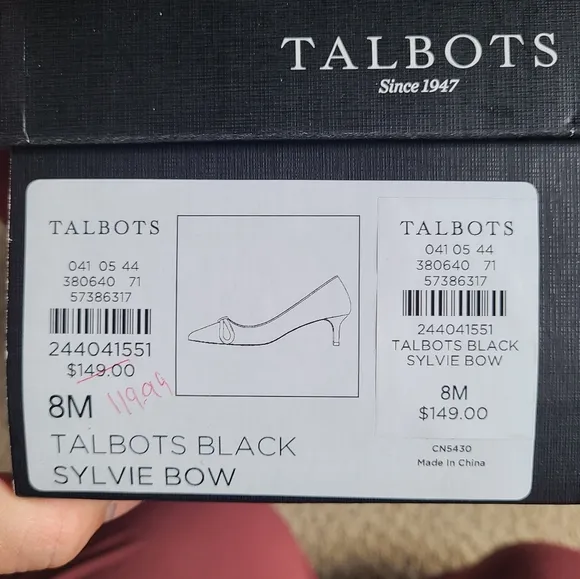 TALBOTS
Since 1947
TALBOTS
041 05 44
380640 71
57386317
244041551
$149.00
119.99
8M
TALBOTS BLACK
SYLVIE BOW
TALBOTS
041 05 44
380640 71
57386317
244041551
TALBOTS BLACK
SYLVIE BOW
8M
$149.00
CN5430
Made In China